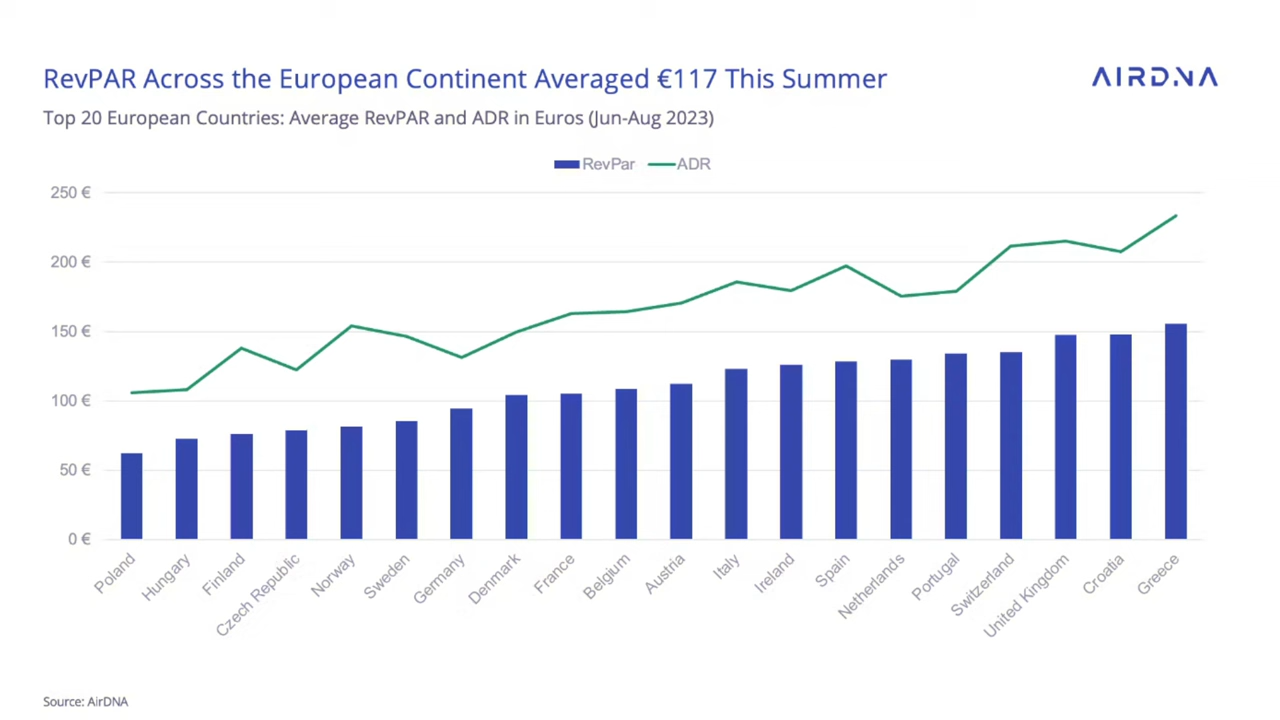 RevPAR Across the European Continent Averaged €117 This Summer
AIRDNA
Top 20 European Countries: Average RevPAR and ADR in Euros (Jun-Aug 2023)
RevPar
ADR
250 €
200 €
150 €
100 €
50 €
0 €
Poland
Hungary
Finland
Czech Republic
Norway
Sweden
Germany
Denmark
France
Belgium
Austria
Italy
Ireland
Spain
Netherlands
Portugal
Switzerland
United Kingdom
Croatia
Greece
Source: AirDNA